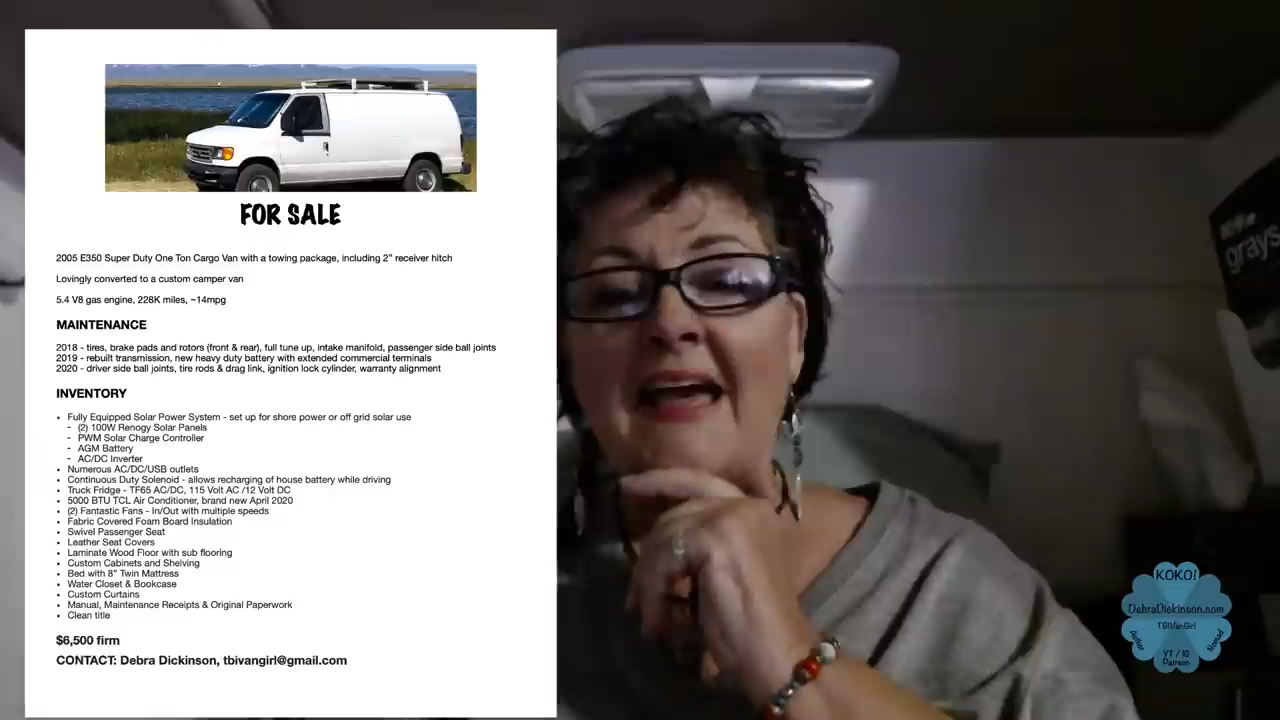 FOR SALE
2005 E350 Super Duty One Ton Cargo Van with a towing package, including 2” receiver hitch
Lovingly converted to a custom camper van
5.4 V8 gas engine, 228K miles, ~14mpg
MAINTENANCE
2018 - tires, brake pads and rotors (front & rear), full tune up, intake manifold, passenger side ball joints
2019 - rebuilt transmission, new heavy duty battery with extended commercial terminals
2020 - driver side ball joints, tire rods & drag link, ignition lock cylinder, warranty alignment
INVENTORY
• Fully Equipped Solar Power System - set up for shore power or off grid solar use
- (2) 100W Renogy Solar Panels
- PWM Solar Charge Controller
- AGM Battery
- AC/DC Inverter
• Numerous AC/DC/USB outlets
• Continuous Duty Solenoid - allows recharging of house battery while driving
• Truck Fridge - TF65 AC/DC, 115 Volt AC /12 Volt DC
• 5000 BTU TCL Air Conditioner, brand new April 2020
• (2) Fantastic Fans - In/Out with multiple speeds
• Fabric Covered Foam Board Insulation
• Swivel Passenger Seat
• Leather Seat Covers
• Laminate Wood Floor with sub flooring
• Custom Cabinets and Shelving
• Bed with 8” Twin Mattress
• Water Closet & Bookcase
• Custom Curtains
• Manual, Maintenance Receipts & Original Paperwork
• Clean title
$6,500 firm
CONTACT: Debra Dickinson, tbivangirl@gmail.com
grays
KOKO!
DebraDickinson.com
TBIVanGirl
Author
Nomad
YT / IG
Patreon